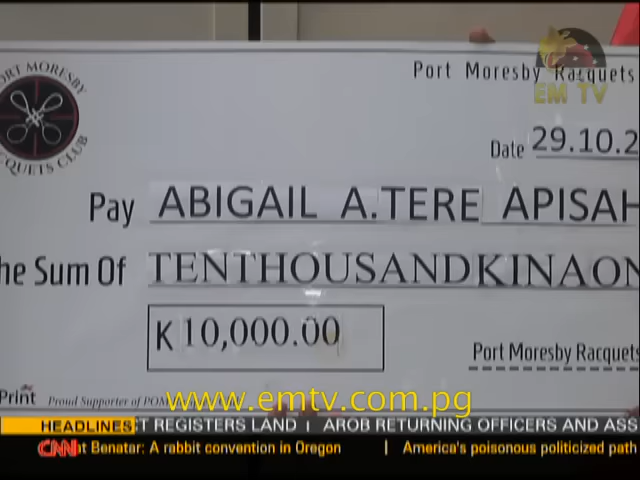 Port Moresby Racquets
EM TV
PORT MORESBY
RACQUETS CLUB
Date 29.10.2
Pay ABIGAIL A.TERE APISAH
he Sum Of TENTHOUSANDKINAON
K 10,000.00
Port Moresby Racquets
Print Proud Supporter of POM
www.emtv.com.pg
HEADLINES T REGISTERS LAND | AROB RETURNING OFFICERS AND ASS
CNN t Benatar: A rabbit convention in Oregon | America's poisonous politicized path